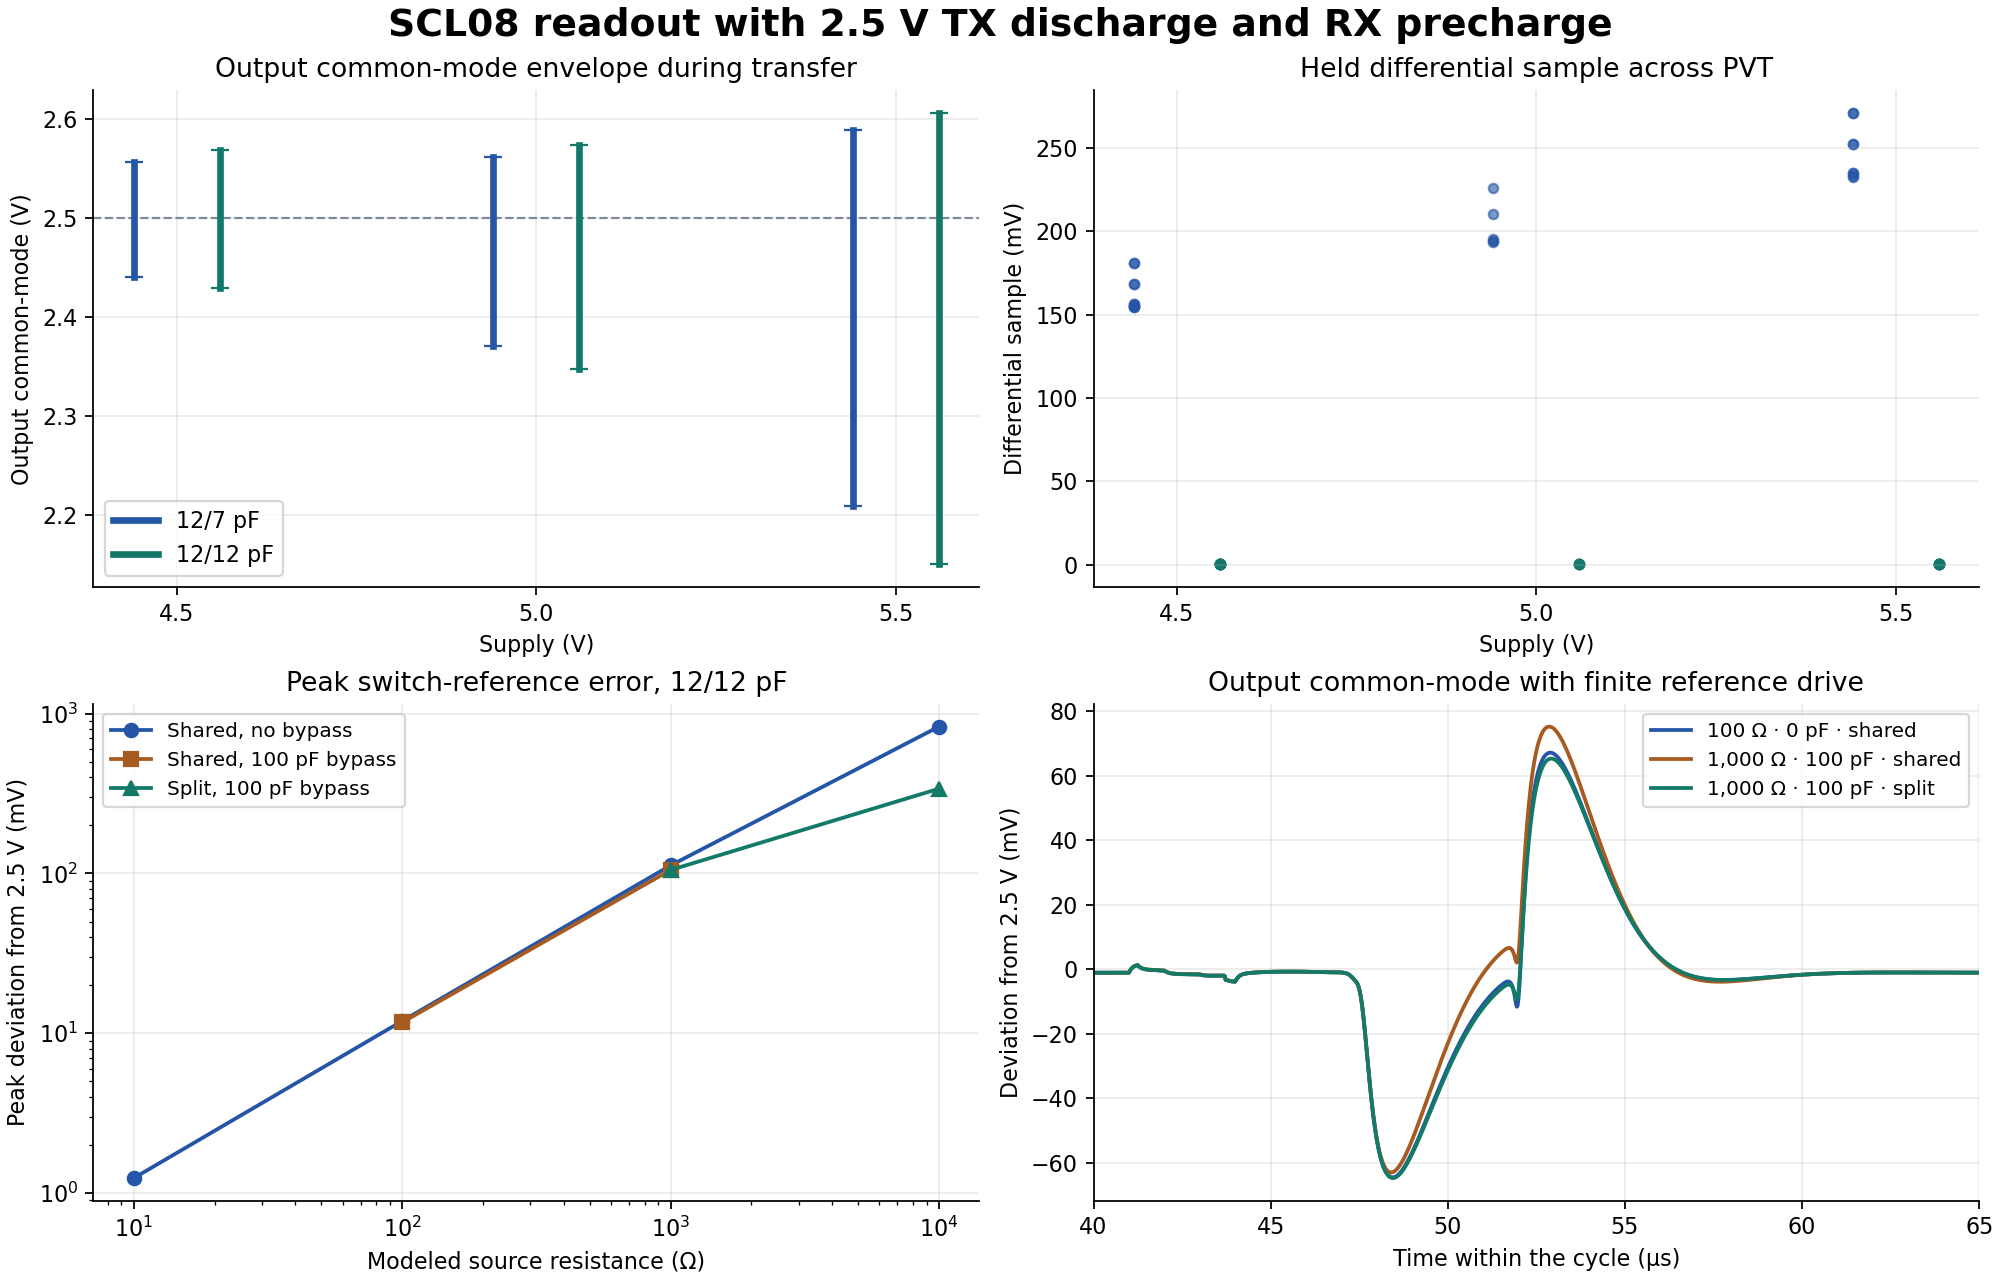 SCL08 readout with 2.5 V TX discharge and RX precharge
Output common-mode envelope during transfer
Output common-mode (V)
2.6
2.5
2.4
2.3
2.2
12/7 pF
12/12 pF
4.5
5.0
5.5
Supply (V)
Held differential sample across PVT
Differential sample (mV)
250
200
150
100
50
0
4.5
5.0
5.5
Supply (V)
Peak switch-reference error, 12/12 pF
Peak deviation from 2.5 V (mV)
10³
10²
10¹
10⁰
Shared, no bypass
Shared, 100 pF bypass
Split, 100 pF bypass
10¹
10²
10³
10⁴
Modeled source resistance (Ω)
Output common-mode with finite reference drive
Deviation from 2.5 V (mV)
80
60
40
20
0
−20
−40
−60
100 Ω · 0 pF · shared
1,000 Ω · 100 pF · shared
1,000 Ω · 100 pF · split
40
45
50
55
60
65
Time within the cycle (µs)